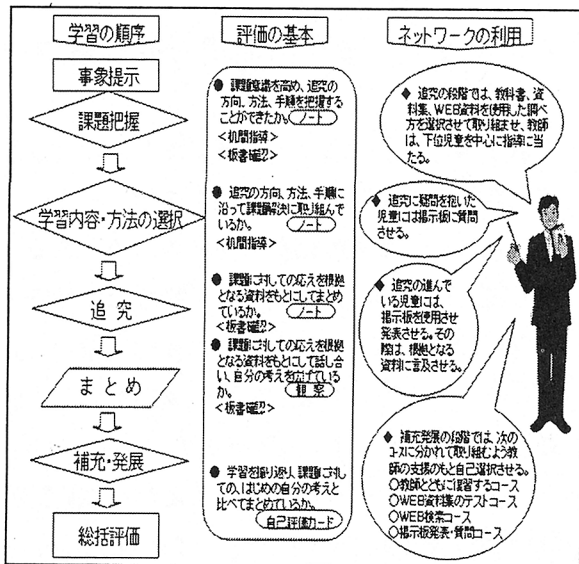 学習の順序
事象提示
課題把握
学習内容・方法の選択
追究
まとめ
補充・発展
総括評価
評価の基本
● 課題意識を高め、追究の
方向、方法、手順を把握する
ことができたか。ノート
<机間指導>
<板書確認>
● 追究の方向、方法、手順に
沿って課題解決に取り組んで
いるか。ノート
<机間指導>
● 課題に対しての応えを根拠
となる資料をもとにしてまとめ
ているか。ノート
<板書確認>
● 課題に対しての応えを根拠
となる資料をもとにして話し合
い、自分の考えを広げている
か。観察
<板書確認>
● 学習を振り返り、課題に対し
ての、はじめの自分の考えと
比べてまとめているか。
自己評価カード
ネットワークの利用
◆ 追究の段階では、教科書、資
料集、WEB資料を使用した調べ
方を選択させて取り組ませ、教師
は、下位児童を中心に指導に当
たる。
◆ 追究に疑問を抱いた
児童には掲示板に質問
させる。
◆ 追究の進んで
いる児童には、
掲示板を使用させ
発表させる。その
際は、根拠となる
資料に言及させる。
◆ 補充発展の段階では、次の
コースに分かれて取り組むよう教
師の支援のもと自己選択させる。
○教師とともに復習するコース
○WEB資料集のテストコース
○WEB検索コース
○掲示板発表・質問コース